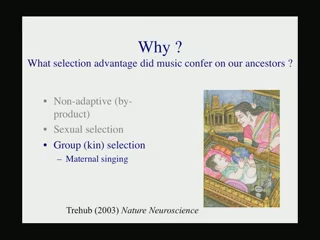 Why ?
What selection advantage did music confer on our ancestors ?
• Non-adaptive (by-
product)
• Sexual selection
• Group (kin) selection
– Maternal singing
Trehub (2003) Nature Neuroscience